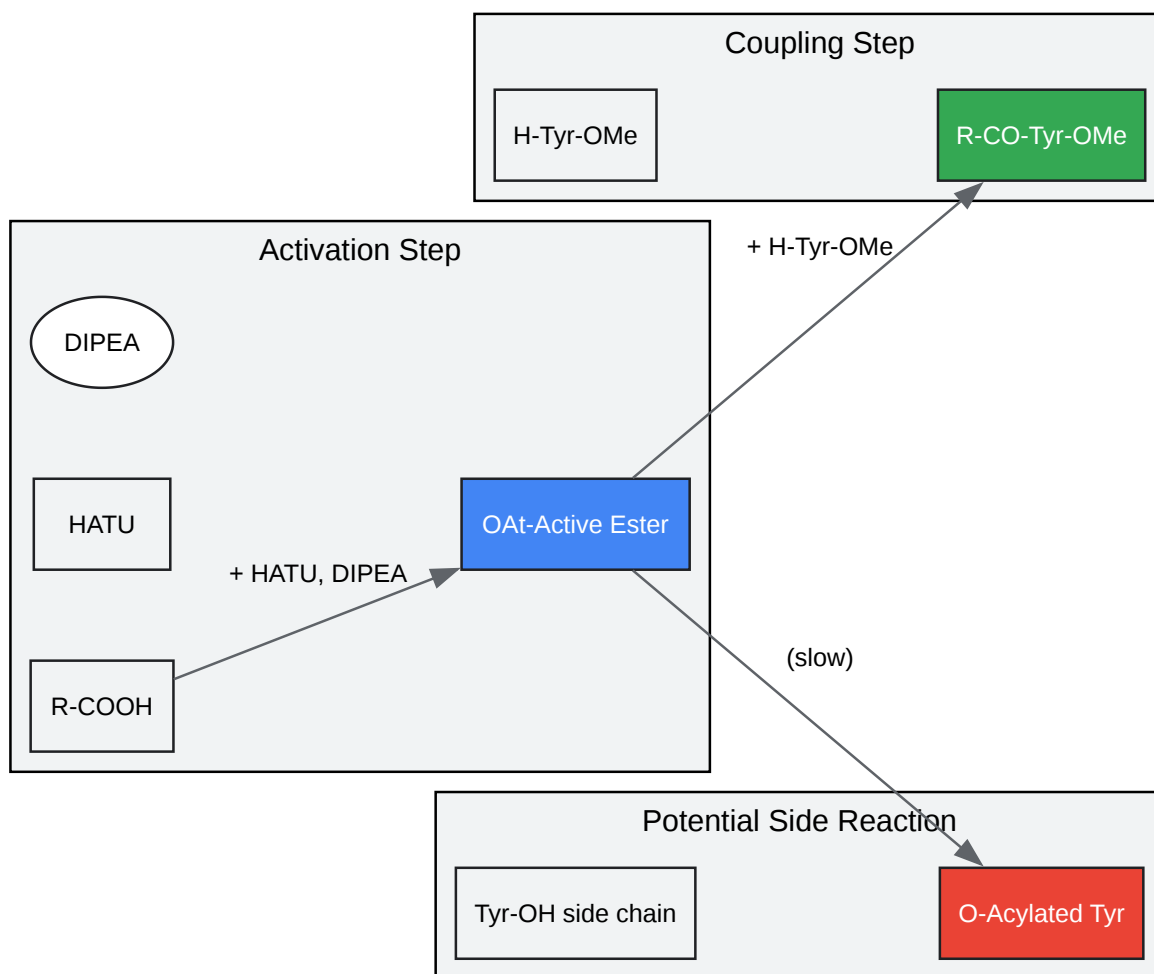 Coupling Step
H-Tyr-OMe
R-CO-Tyr-OMe
+ H-Tyr-OMe
Activation Step
DIPEA
HATU
OAt-Active Ester
+ HATU, DIPEA
R-COOH
(slow)
Potential Side Reaction
Tyr-OH side chain
O-Acylated Tyr